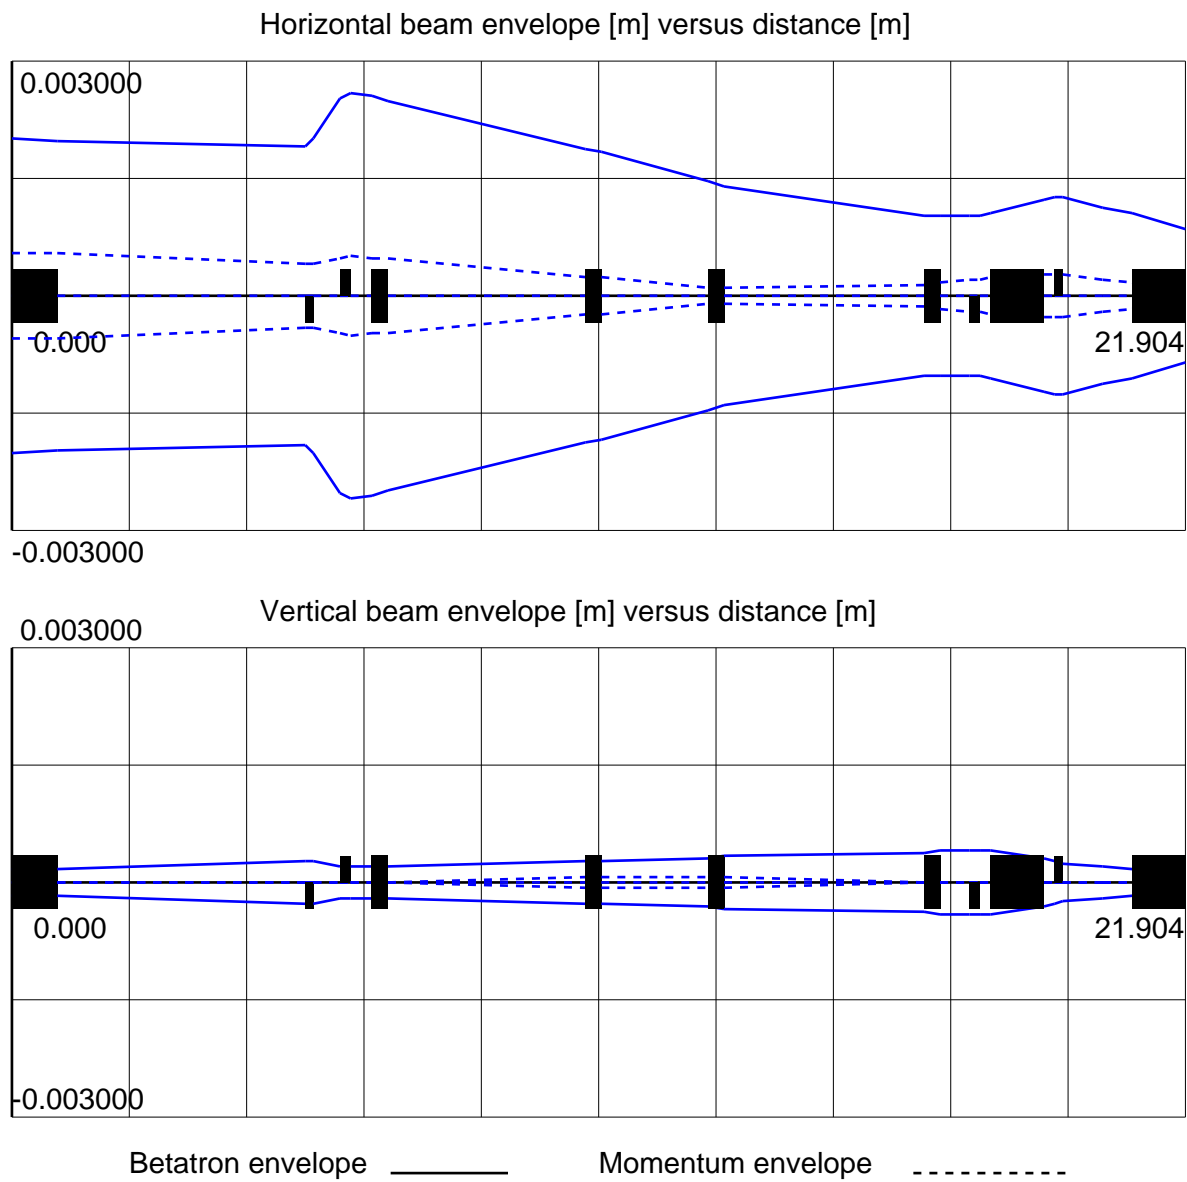 Horizontal beam envelope [m] versus distance [m]
0.003000
0.000
21.904
-0.003000
Vertical beam envelope [m] versus distance [m]
0.003000
0.000
21.904
-0.003000
Betatron envelope
Momentum envelope